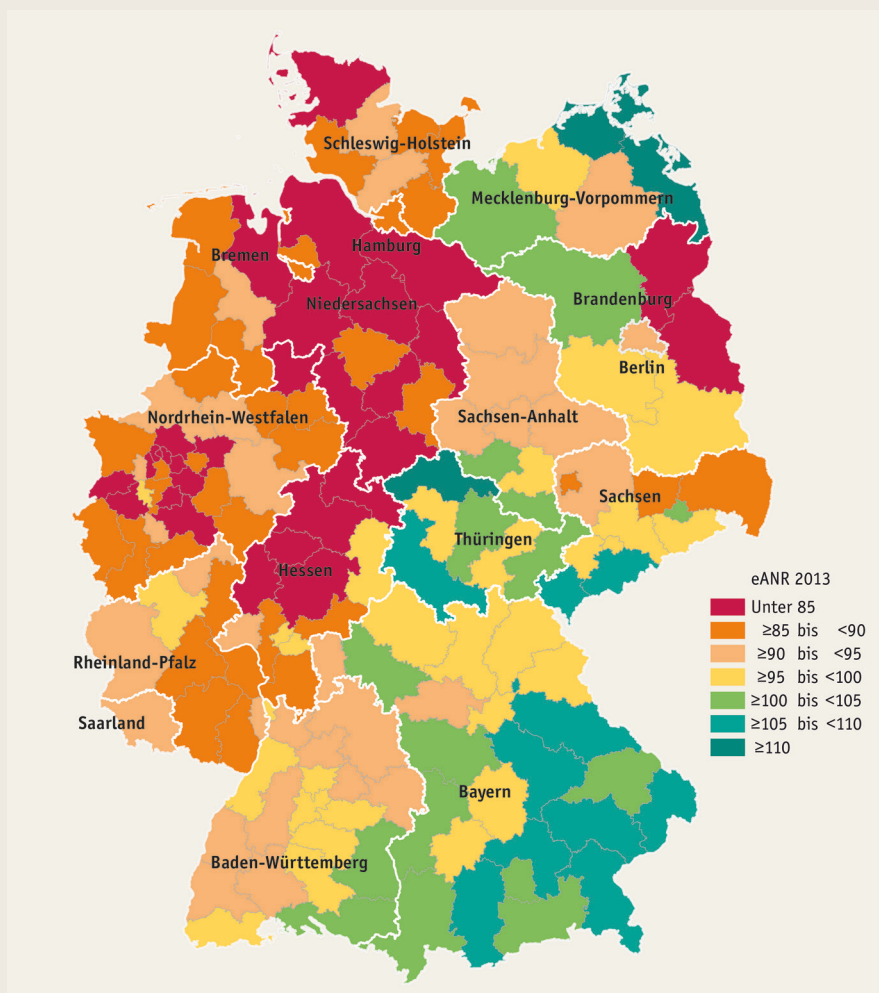 Schleswig-Holstein
Mecklenburg-Vorpommern
Hamburg
Bremen
Niedersachsen
Brandenburg
Berlin
Nordrhein-Westfalen
Sachsen-Anhalt
Sachsen
Thüringen
Hessen
Rheinland-Pfalz
Saarland
Bayern
Baden-Württemberg
eANR 2013
Unter 85
≥85 bis <90
≥90 bis <95
≥95 bis <100
≥100 bis <105
≥105 bis <110
≥110